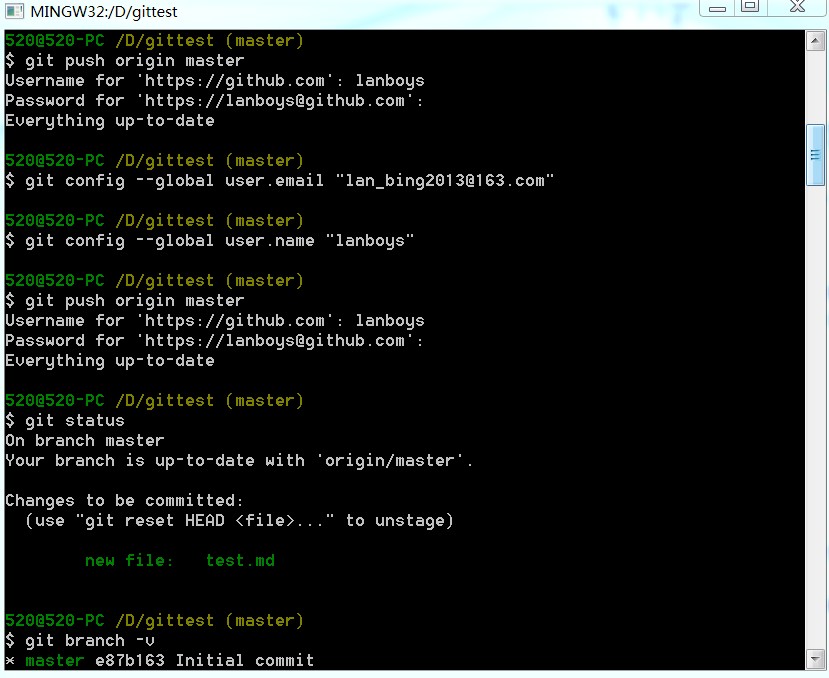 MINGW32:/D/gittest
520@520-PC /D/gittest (master)
$ git push origin master
Username for 'https://github.com': lanboys
Password for 'https://lanboys@github.com':
Everything up-to-date
520@520-PC /D/gittest (master)
$ git config --global user.email "lan_bing2013@163.com"
520@520-PC /D/gittest (master)
$ git config --global user.name "lanboys"
520@520-PC /D/gittest (master)
$ git push origin master
Username for 'https://github.com': lanboys
Password for 'https://lanboys@github.com':
Everything up-to-date
520@520-PC /D/gittest (master)
$ git status
On branch master
Your branch is up-to-date with 'origin/master'.
Changes to be committed:
  (use "git reset HEAD <file>..." to unstage)
        new file:   test.md
520@520-PC /D/gittest (master)
$ git branch -v
* master e87b163 Initial commit